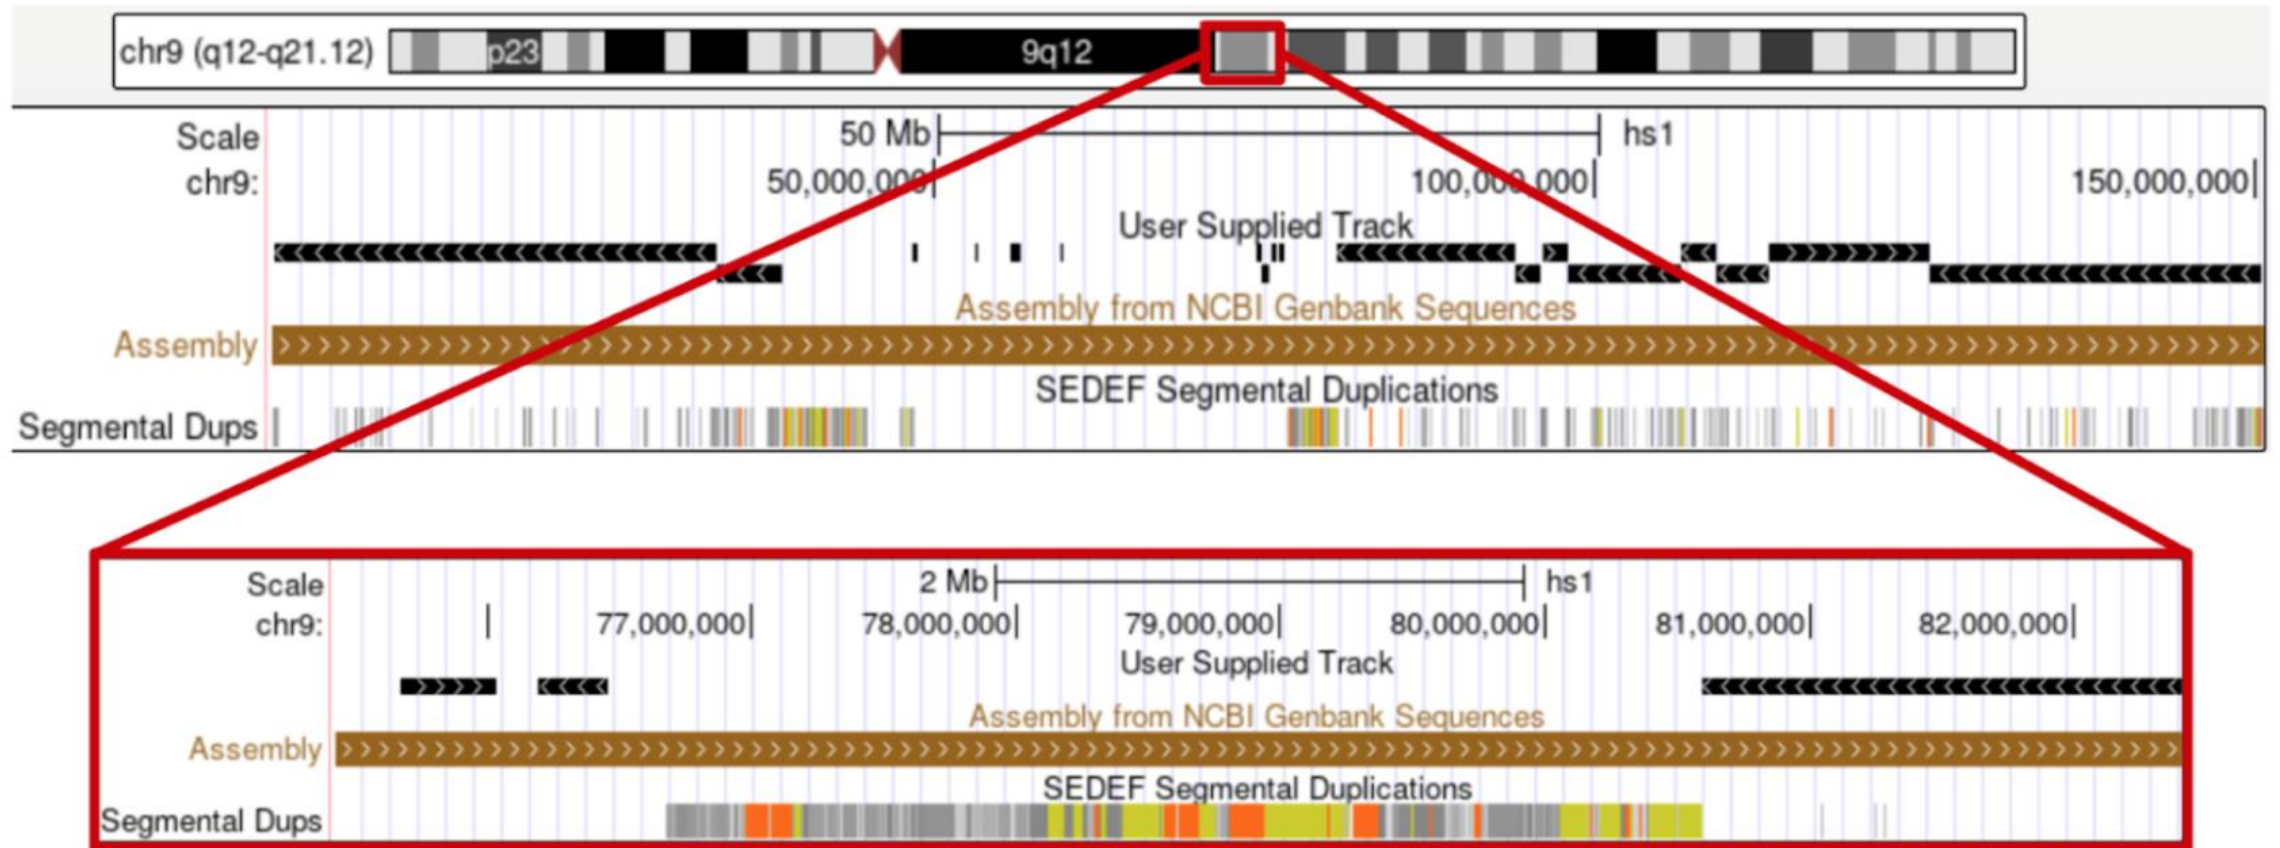 chr9 (q12-q21.12) p23 9q12
Scale 50 Mb hs1
chr9: 50,000,000 100,000,000 150,000,000
User Supplied Track
Assembly from NCBI Genbank Sequences
Assembly
SEDEF Segmental Duplications
Segmental Dups
Scale 2 Mb hs1
chr9: 77,000,000 78,000,000 79,000,000 80,000,000 81,000,000 82,000,000
User Supplied Track
Assembly from NCBI Genbank Sequences
Assembly
SEDEF Segmental Duplications
Segmental Dups